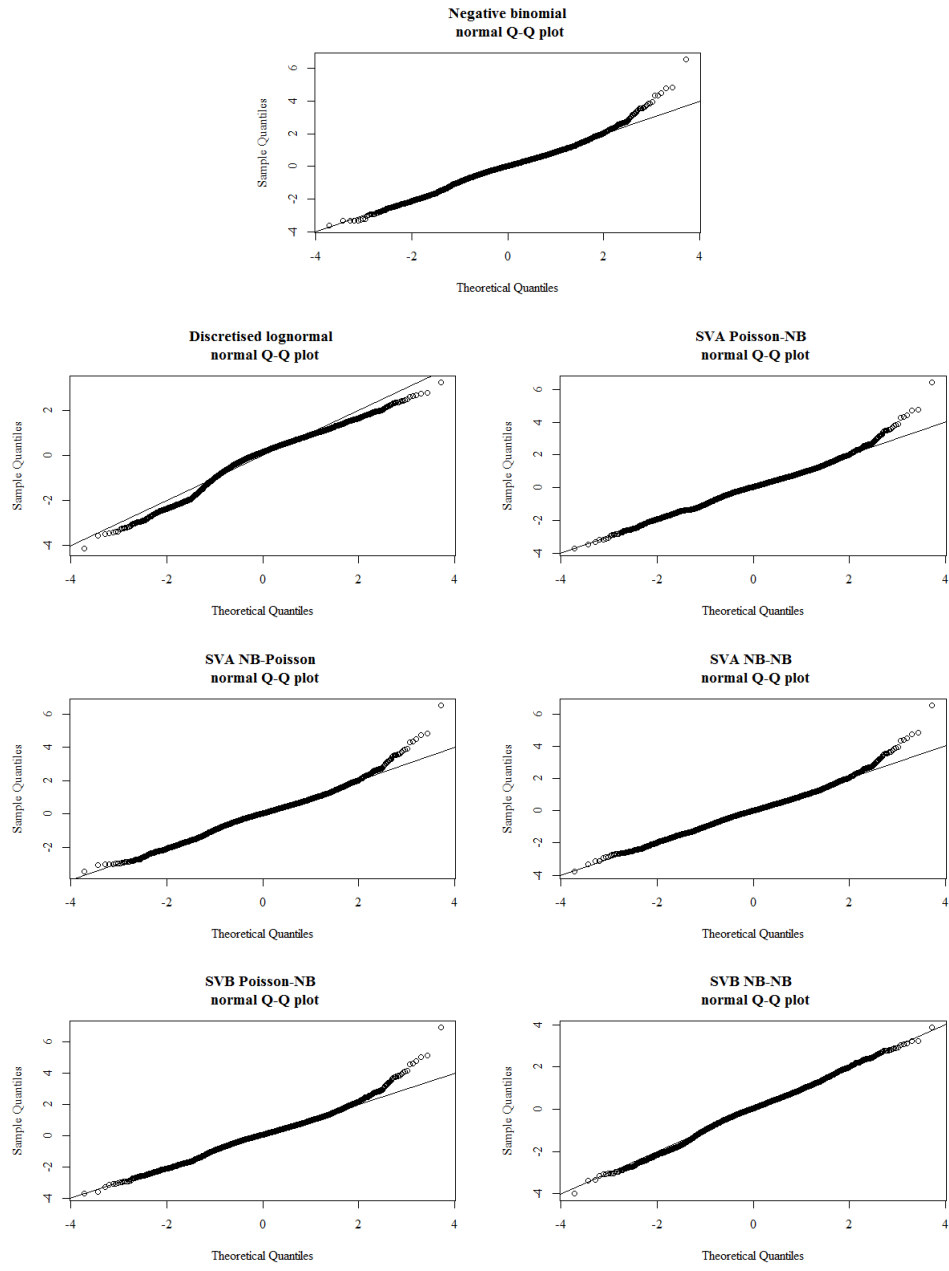 Negative binomial
normal Q-Q plot
Sample Quantiles
6
4
2
0
-2
-4
-4 -2 0 2 4
Theoretical Quantiles
Discretised lognormal
normal Q-Q plot
Sample Quantiles
2
0
-2
-4
-4 -2 0 2 4
Theoretical Quantiles
SVA Poisson-NB
normal Q-Q plot
Sample Quantiles
6
4
2
0
-2
-4
-4 -2 0 2 4
Theoretical Quantiles
SVA NB-Poisson
normal Q-Q plot
Sample Quantiles
6
4
2
0
-2
-4 -2 0 2 4
Theoretical Quantiles
SVA NB-NB
normal Q-Q plot
Sample Quantiles
6
4
2
0
-2
-4
-4 -2 0 2 4
Theoretical Quantiles
SVB Poisson-NB
normal Q-Q plot
Sample Quantiles
6
4
2
0
-2
-4
-4 -2 0 2 4
Theoretical Quantiles
SVB NB-NB
normal Q-Q plot
Sample Quantiles
4
2
0
-2
-4
-4 -2 0 2 4
Theoretical Quantiles